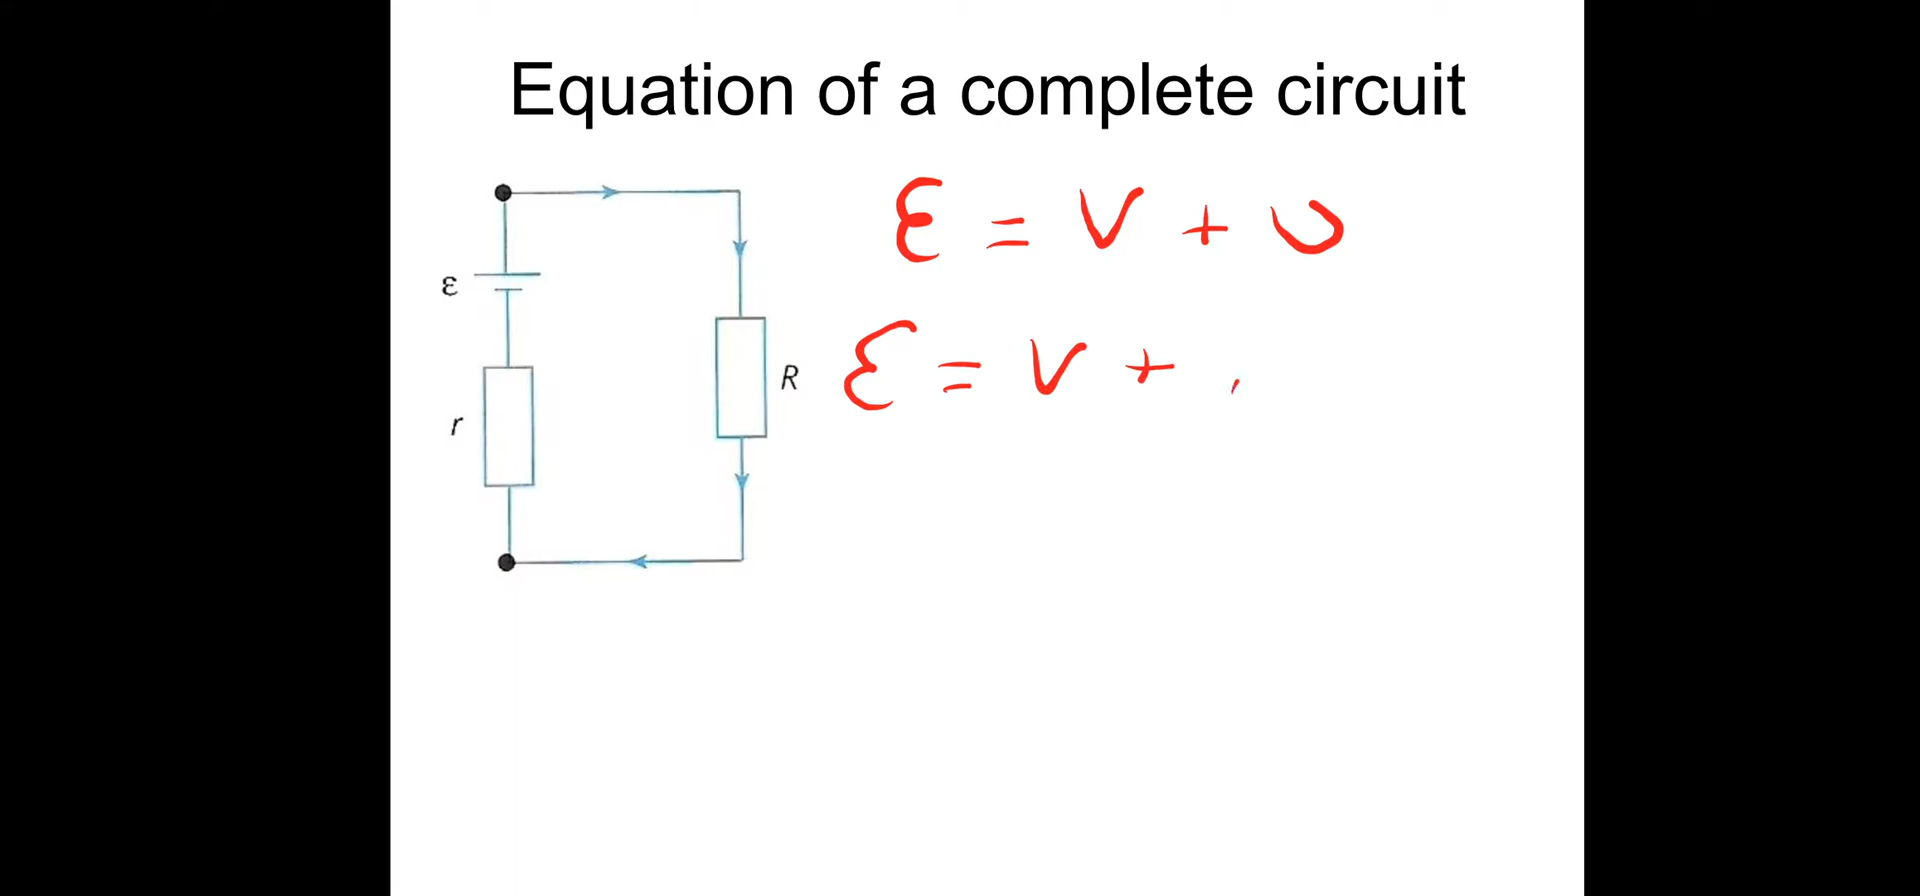 Equation of a complete circuit
ε = V + υ
ε
ε = V +
R
r